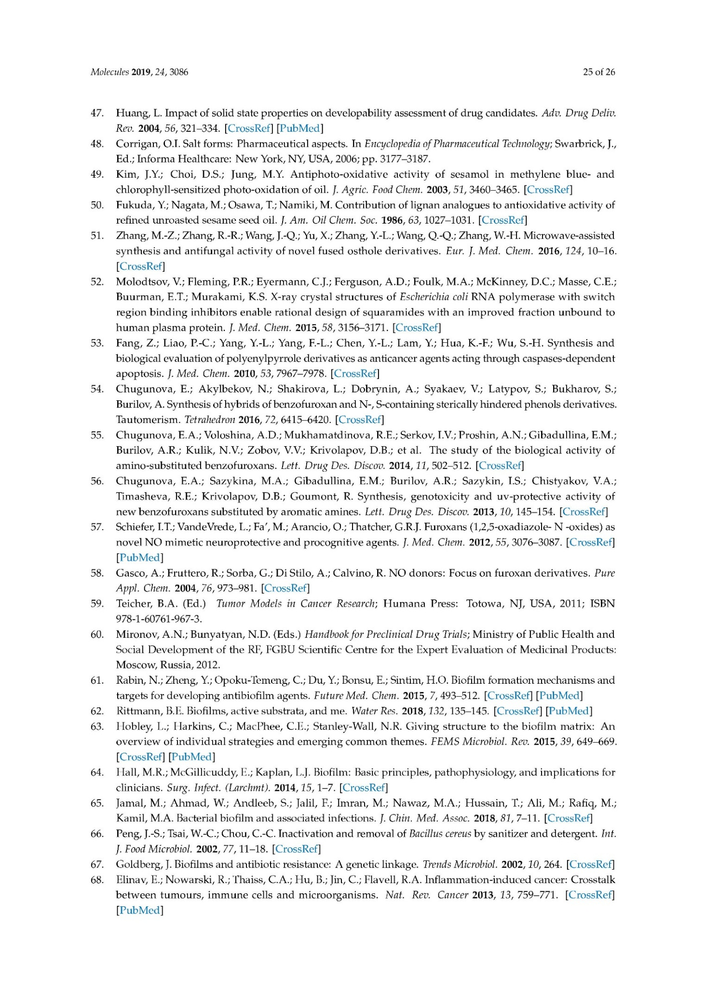 Molecules 2019, 24, 3086
25 of 26
47. Huang, L. Impact of solid state properties on developability assessment of drug candidates. Adv. Drug Deliv.
Rev. 2004, 56, 321–334. [CrossRef] [PubMed]
48. Corrigan, O.I. Salt forms: Pharmaceutical aspects. In Encyclopedia of Pharmaceutical Technology; Swarbrick, J.,
Ed.; Informa Healthcare: New York, NY, USA, 2006; pp. 3177–3187.
49. Kim, J.Y.; Choi, D.S.; Jung, M.Y. Antiphoto-oxidative activity of sesamol in methylene blue- and
chlorophyll-sensitized photo-oxidation of oil. J. Agric. Food Chem. 2003, 51, 3460–3465. [CrossRef]
50. Fukuda, Y.; Nagata, M.; Osawa, T.; Namiki, M. Contribution of lignan analogues to antioxidative activity of
refined unroasted sesame seed oil. J. Am. Oil Chem. Soc. 1986, 63, 1027–1031. [CrossRef]
51. Zhang, M.-Z.; Zhang, R.-R.; Wang, J.-Q.; Yu, X.; Zhang, Y.-L.; Wang, Q.-Q.; Zhang, W.-H. Microwave-assisted
synthesis and antifungal activity of novel fused osthole derivatives. Eur. J. Med. Chem. 2016, 124, 10–16.
[CrossRef]
52. Molodtsov, V.; Fleming, P.R.; Eyermann, C.J.; Ferguson, A.D.; Foulk, M.A.; McKinney, D.C.; Masse, C.E.;
Buurman, E.T.; Murakami, K.S. X-ray crystal structures of Escherichia coli RNA polymerase with switch
region binding inhibitors enable rational design of squaramides with an improved fraction unbound to
human plasma protein. J. Med. Chem. 2015, 58, 3156–3171. [CrossRef]
53. Fang, Z.; Liao, P.-C.; Yang, Y.-L.; Yang, F.-L.; Chen, Y.-L.; Lam, Y.; Hua, K.-F.; Wu, S.-H. Synthesis and
biological evaluation of polyenylpyrrole derivatives as anticancer agents acting through caspases-dependent
apoptosis. J. Med. Chem. 2010, 53, 7967–7978. [CrossRef]
54. Chugunova, E.; Akylbekov, N.; Shakirova, L.; Dobrynin, A.; Syakaev, V.; Latypov, S.; Bukharov, S.;
Burilov, A. Synthesis of hybrids of benzofuroxan and N-, S-containing sterically hindered phenols derivatives.
Tautomerism. Tetrahedron 2016, 72, 6415–6420. [CrossRef]
55. Chugunova, E.A.; Voloshina, A.D.; Mukhamatdinova, R.E.; Serkov, I.V.; Proshin, A.N.; Gibadullina, E.M.;
Burilov, A.R.; Kulik, N.V.; Zobov, V.V.; Krivolapov, D.B.; et al. The study of the biological activity of
amino-substituted benzofuroxans. Lett. Drug Des. Discov. 2014, 11, 502–512. [CrossRef]
56. Chugunova, E.A.; Sazykina, M.A.; Gibadullina, E.M.; Burilov, A.R.; Sazykin, I.S.; Chistyakov, V.A.;
Timasheva, R.E.; Krivolapov, D.B.; Goumont, R. Synthesis, genotoxicity and uv-protective activity of
new benzofuroxans substituted by aromatic amines. Lett. Drug Des. Discov. 2013, 10, 145–154. [CrossRef]
57. Schiefer, I.T.; VandeVrede, L.; Fa′, M.; Arancio, O.; Thatcher, G.R.J. Furoxans (1,2,5-oxadiazole- N -oxides) as
novel NO mimetic neuroprotective and procognitive agents. J. Med. Chem. 2012, 55, 3076–3087. [CrossRef]
[PubMed]
58. Gasco, A.; Fruttero, R.; Sorba, G.; Di Stilo, A.; Calvino, R. NO donors: Focus on furoxan derivatives. Pure
Appl. Chem. 2004, 76, 973–981. [CrossRef]
59. Teicher, B.A. (Ed.) Tumor Models in Cancer Research; Humana Press: Totowa, NJ, USA, 2011; ISBN
978-1-60761-967-3.
60. Mironov, A.N.; Bunyatyan, N.D. (Eds.) Handbook for Preclinical Drug Trials; Ministry of Public Health and
Social Development of the RF, FGBU Scientific Centre for the Expert Evaluation of Medicinal Products:
Moscow, Russia, 2012.
61. Rabin, N.; Zheng, Y.; Opoku-Temeng, C.; Du, Y.; Bonsu, E.; Sintim, H.O. Biofilm formation mechanisms and
targets for developing antibiofilm agents. Future Med. Chem. 2015, 7, 493–512. [CrossRef] [PubMed]
62. Rittmann, B.E. Biofilms, active substrata, and me. Water Res. 2018, 132, 135–145. [CrossRef] [PubMed]
63. Hobley, L.; Harkins, C.; MacPhee, C.E.; Stanley-Wall, N.R. Giving structure to the biofilm matrix: An
overview of individual strategies and emerging common themes. FEMS Microbiol. Rev. 2015, 39, 649–669.
[CrossRef] [PubMed]
64. Hall, M.R.; McGillicuddy, E.; Kaplan, L.J. Biofilm: Basic principles, pathophysiology, and implications for
clinicians. Surg. Infect. (Larchmt). 2014, 15, 1–7. [CrossRef]
65. Jamal, M.; Ahmad, W.; Andleeb, S.; Jalil, F.; Imran, M.; Nawaz, M.A.; Hussain, T.; Ali, M.; Rafiq, M.;
Kamil, M.A. Bacterial biofilm and associated infections. J. Chin. Med. Assoc. 2018, 81, 7–11. [CrossRef]
66. Peng, J.-S.; Tsai, W.-C.; Chou, C.-C. Inactivation and removal of Bacillus cereus by sanitizer and detergent. Int.
J. Food Microbiol. 2002, 77, 11–18. [CrossRef]
67. Goldberg, J. Biofilms and antibiotic resistance: A genetic linkage. Trends Microbiol. 2002, 10, 264. [CrossRef]
68. Elinav, E.; Nowarski, R.; Thaiss, C.A.; Hu, B.; Jin, C.; Flavell, R.A. Inflammation-induced cancer: Crosstalk
between tumours, immune cells and microorganisms. Nat. Rev. Cancer 2013, 13, 759–771. [CrossRef]
[PubMed]